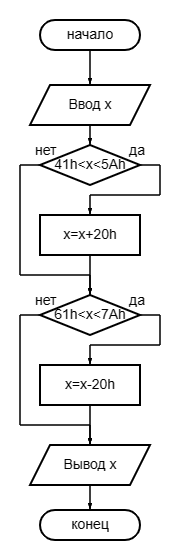 начало
Ввод x
нет
да
41h<x<5Ah
x=x+20h
нет
да
61h<x<7Ah
x=x-20h
Вывод x
конец